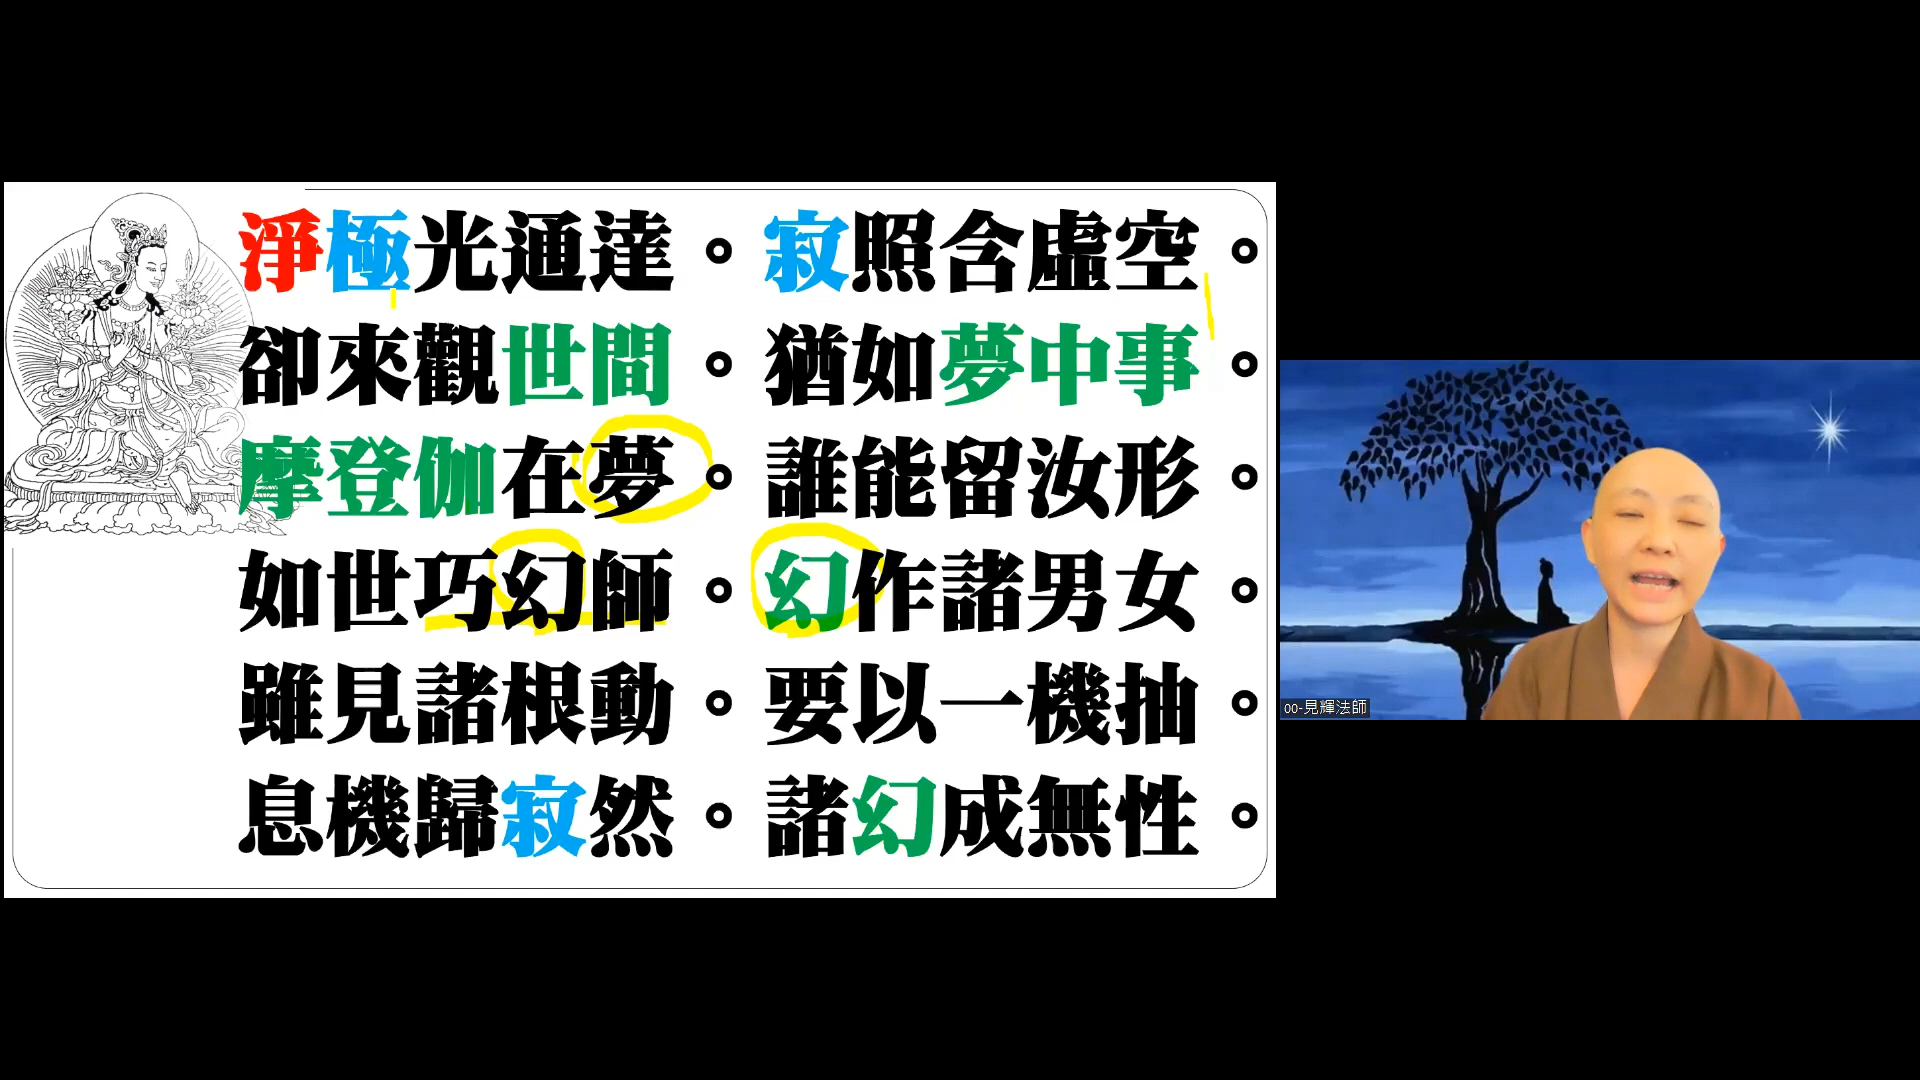 淨極光通達。寂照含虛空。
卻來觀世間。猶如夢中事。
摩登伽在夢。誰能留汝形。
如世巧幻師。幻作諸男女。
雖見諸根動。要以一機抽。
息機歸寂然。諸幻成無性。
00-見輝法師